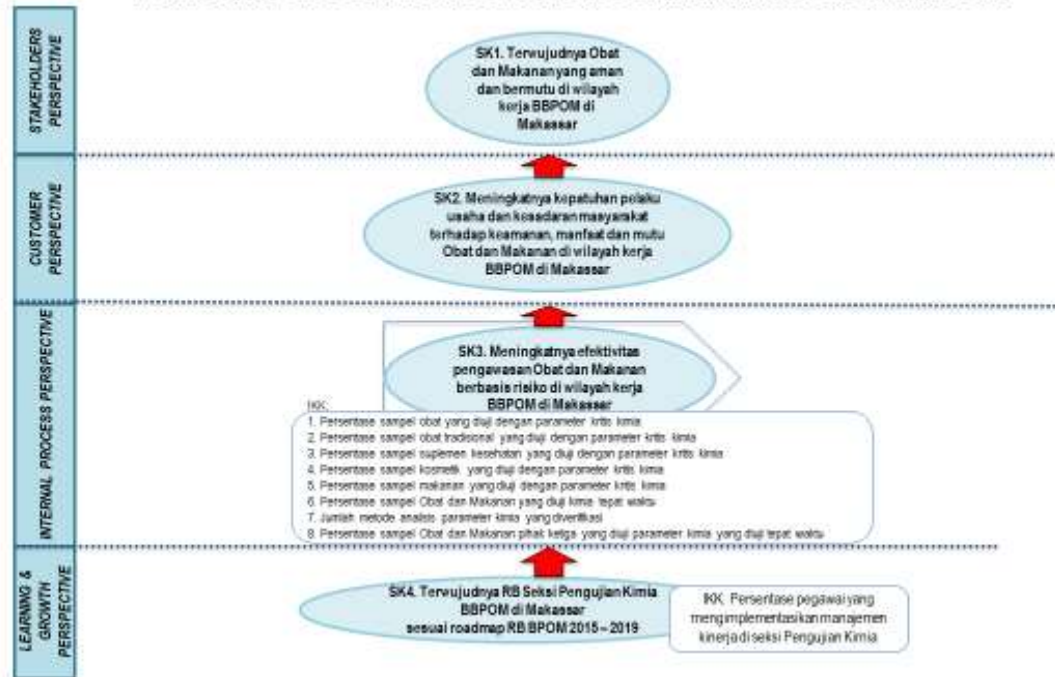 STAKEHOLDERS
PERSPECTIVE
SK1. Terwujudnya Obat
dan Makanan yang aman
dan bermutu di wilayah
kerja BBPOM di
Makassar
CUSTOMER
PERSPECTIVE
SK2. Meningkatnya kepatuhan pelaku
usaha dan kesadaran masyarakat
terhadap keamanan, manfaat dan mutu
Obat dan Makanan di wilayah kerja
BBPOM di Makassar
INTERNAL PROCESS PERSPECTIVE
SK3. Meningkatnya efektivitas
pengawasan Obat dan Makanan
berbasis risiko di wilayah kerja
BBPOM di Makassar
IKK:
1. Persentase sampel obat yang diuji dengan parameter kritis kimia
2. Persentase sampel obat tradisional yang diuji dengan parameter kritis kimia
3. Persentase sampel suplemen kesehatan yang diuji dengan parameter kritis kimia
4. Persentase sampel kosmetik yang diuji dengan parameter kritis kimia
5. Persentase sampel makanan yang diuji dengan parameter kritis kimia
6. Persentase sampel Obat dan Makanan yang diuji kimia tepat waktu
7. Jumlah metode analisis parameter kimia yang diverifikasi
8. Persentase sampel Obat dan Makanan pihak ketiga yang diuji parameter kimia yang diuji tepat waktu
LEARNING &
GROWTH
PERSPECTIVE
SK4. Terwujudnya RB Seksi Pengujian Kimia
BBPOM di Makassar
sesuai roadmap RB BPOM 2015 – 2019
IKK. Persentase pegawai yang
mengimplementasikan manajemen
kinerja di seksi Pengujian Kimia